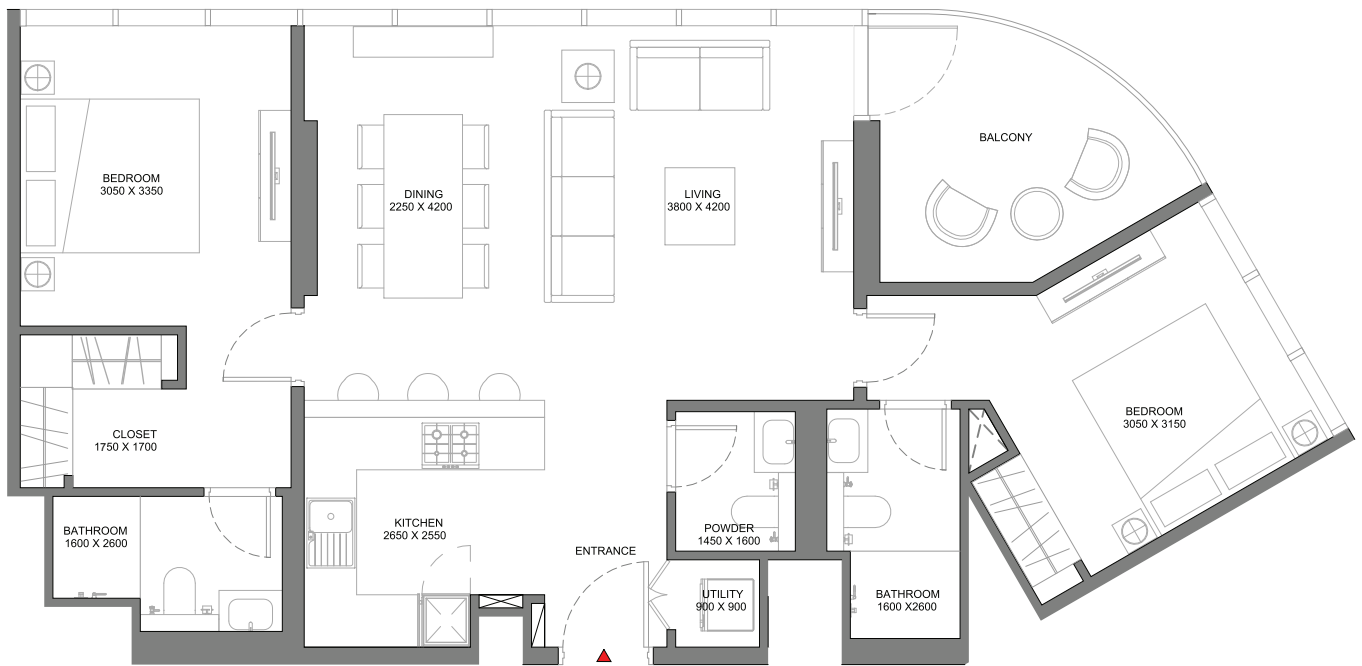 BALCONY
BEDROOM
3050 X 3350
DINING
2250 X 4200
LIVING
3800 X 4200
BEDROOM
3050 X 3150
CLOSET
1750 X 1700
BATHROOM
1600 X 2600
KITCHEN
2650 X 2550
POWDER
1450 X 1600
ENTRANCE
UTILITY
900 X 900
BATHROOM
1600 X2600